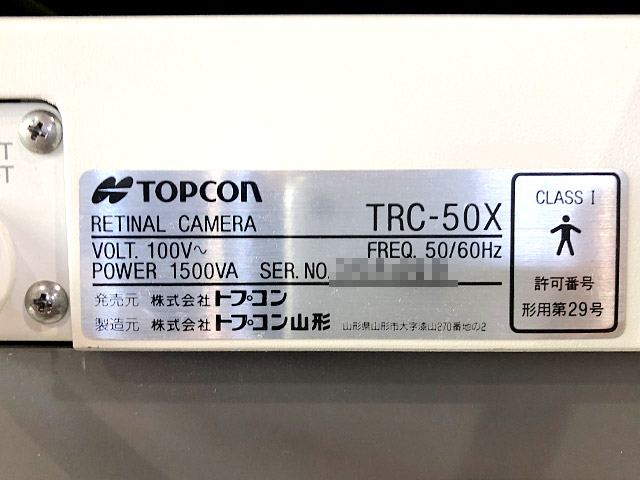 T
OT
TOPCON
RETINAL CAMERA TRC-50X
VOLT. 100V~ FREQ. 50/60Hz
POWER 1500VA SER. NO.
発売元 株式会社トプコン
製造元 株式会社トプコン山形 山形県山形市大字漆山270番地の2
CLASS I
許可番号
形用第29号